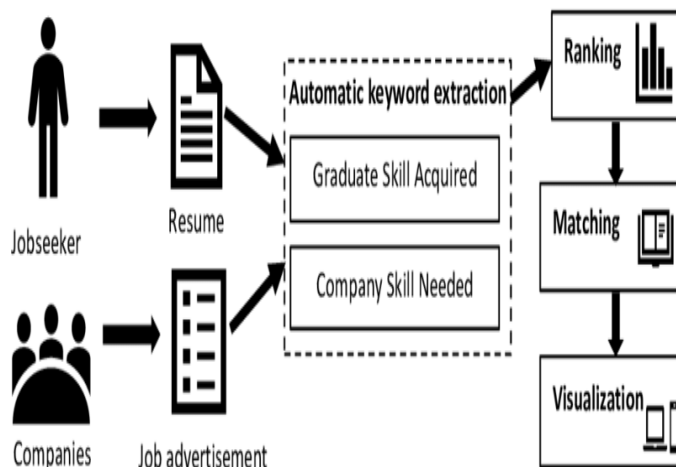 Jobseeker
Resume
Companies
Job advertisement
Automatic keyword extraction
Graduate Skill Acquired
Company Skill Needed
Ranking
Matching
Visualization